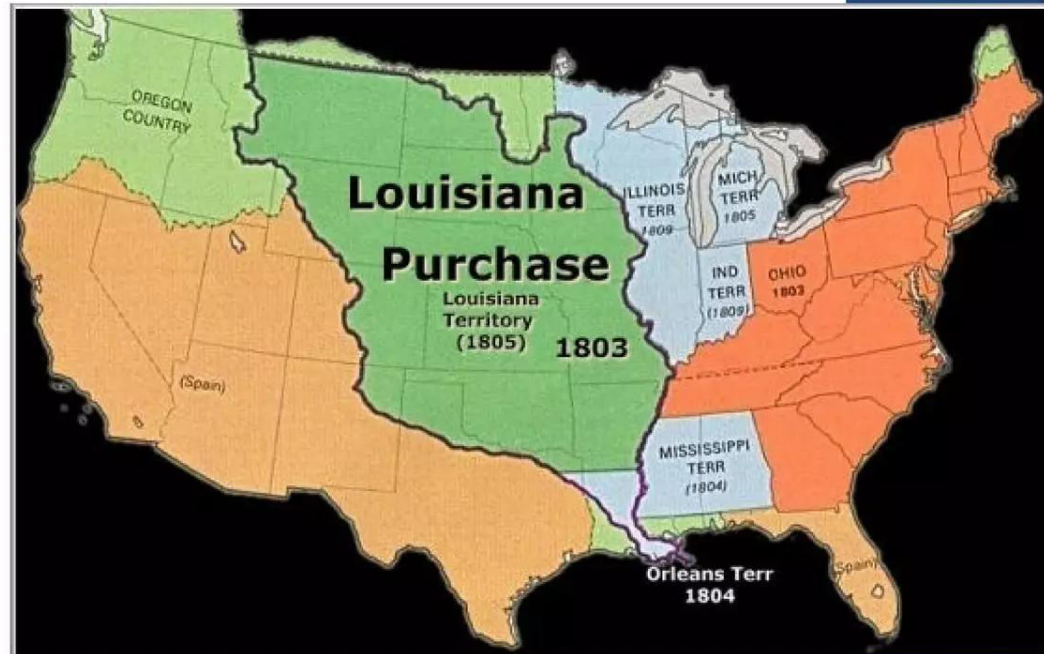 OREGON
COUNTRY
Louisiana
Purchase
Louisiana
Territory
(1805)
1803
ILLINOIS
TERR
1809
MICH
TERR
1805
IND
TERR
(1809)
OHIO
1803
(Spain)
MISSISSIPPI
TERR
(1804)
Orleans Terr
1804
(Spain)